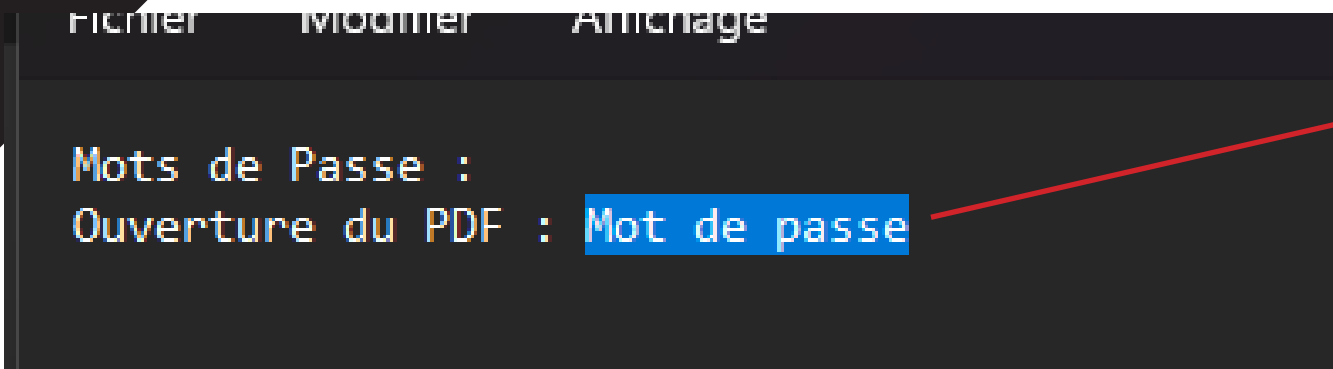 Fichier Modifier Affichage
Mots de Passe :
Ouverture du PDF : Mot de passe